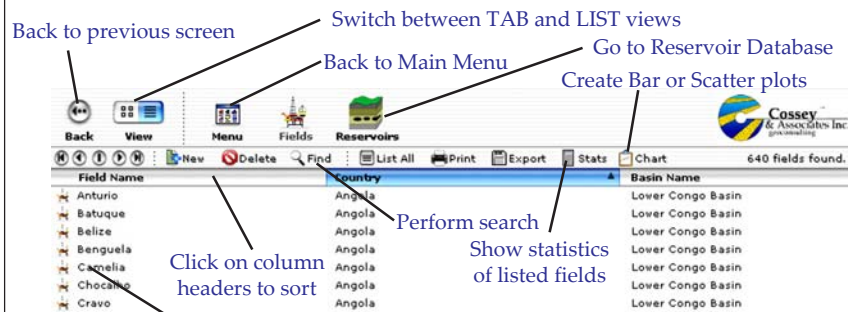 Switch between TAB and LIST views
Back to previous screen
Go to Reservoir Database
Back to Main Menu
Create Bar or Scatter plots
Back View Menu Fields Reservoirs
Cossey
& Associates Inc.
geoconsulting
New Delete Find List All Print Export Stats Chart 640 fields found.
Field Name Country Basin Name
Anturio Angola Lower Congo Basin
Batuque Angola Lower Congo Basin
Belize Angola Lower Congo Basin
Benguela Angola Lower Congo Basin
Camelia Angola Lower Congo Basin
Chocalho Angola Lower Congo Basin
Cravo Angola Lower Congo Basin
Perform search
Click on column
headers to sort
Show statistics
of listed fields